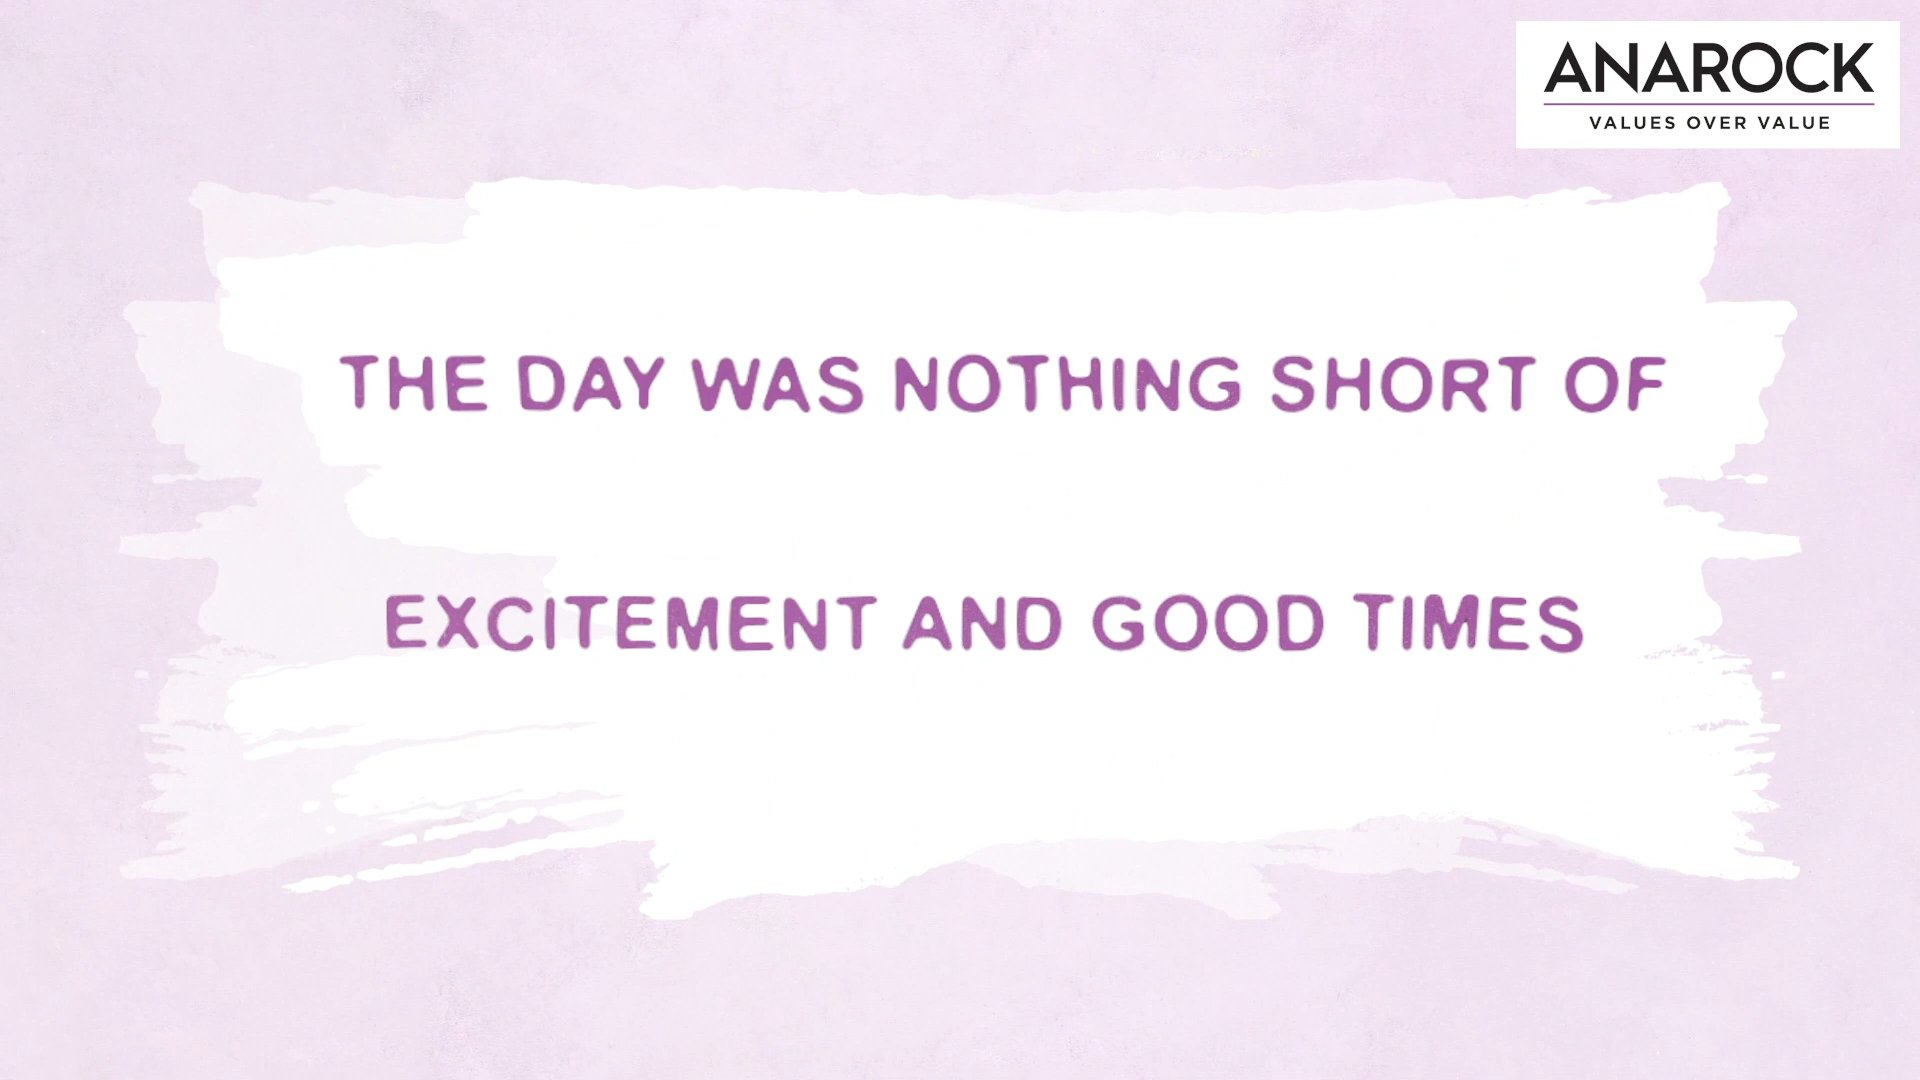 ANAROCK
VALUES OVER VALUE
THE DAY WAS NOTHING SHORT OF
EXCITEMENT AND GOOD TIMES